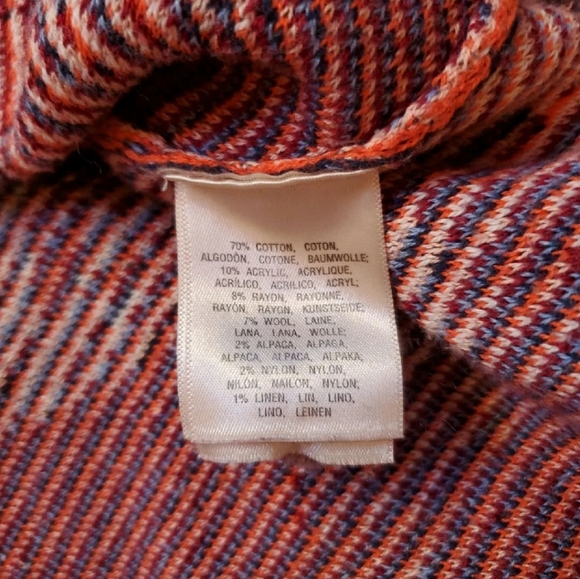 70% COTTON, COTON,
ALGODÓN, COTONE, BAUMWOLLE;
10% ACRYLIC, ACRYLIQUE,
ACRÍLICO, ACRILICO, ACRYL;
8% RAYON, RAYONNE,
RAYÓN, RAYON, KUNSTSEIDE;
7% WOOL, LAINE,
LANA, LANA, WOLLE;
2% ALPACA, ALPAGA,
ALPACA, ALPACA, ALPAKA;
2% NYLON, NYLON,
NILÓN, NAILON, NYLON;
1% LINEN, LIN, LINO,
LINO, LEINEN